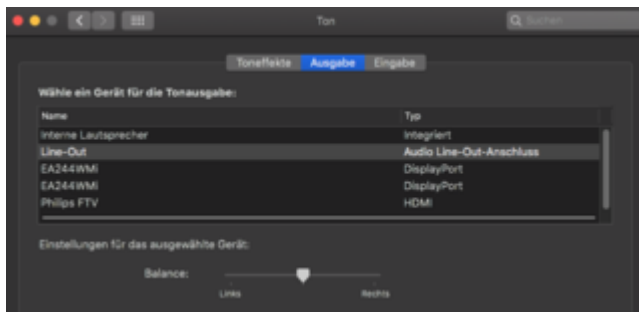 Ton
Suchen
Toneffekte Ausgabe Eingabe
Wähle ein Gerät für die Tonausgabe:
Name Typ
Interne Lautsprecher Integriert
Line-Out Audio Line-Out-Anschluss
EA244WMi DisplayPort
EA244WMi DisplayPort
Philips FTV HDMI
Einstellungen für das ausgewählte Gerät:
Balance:
Links Rechts